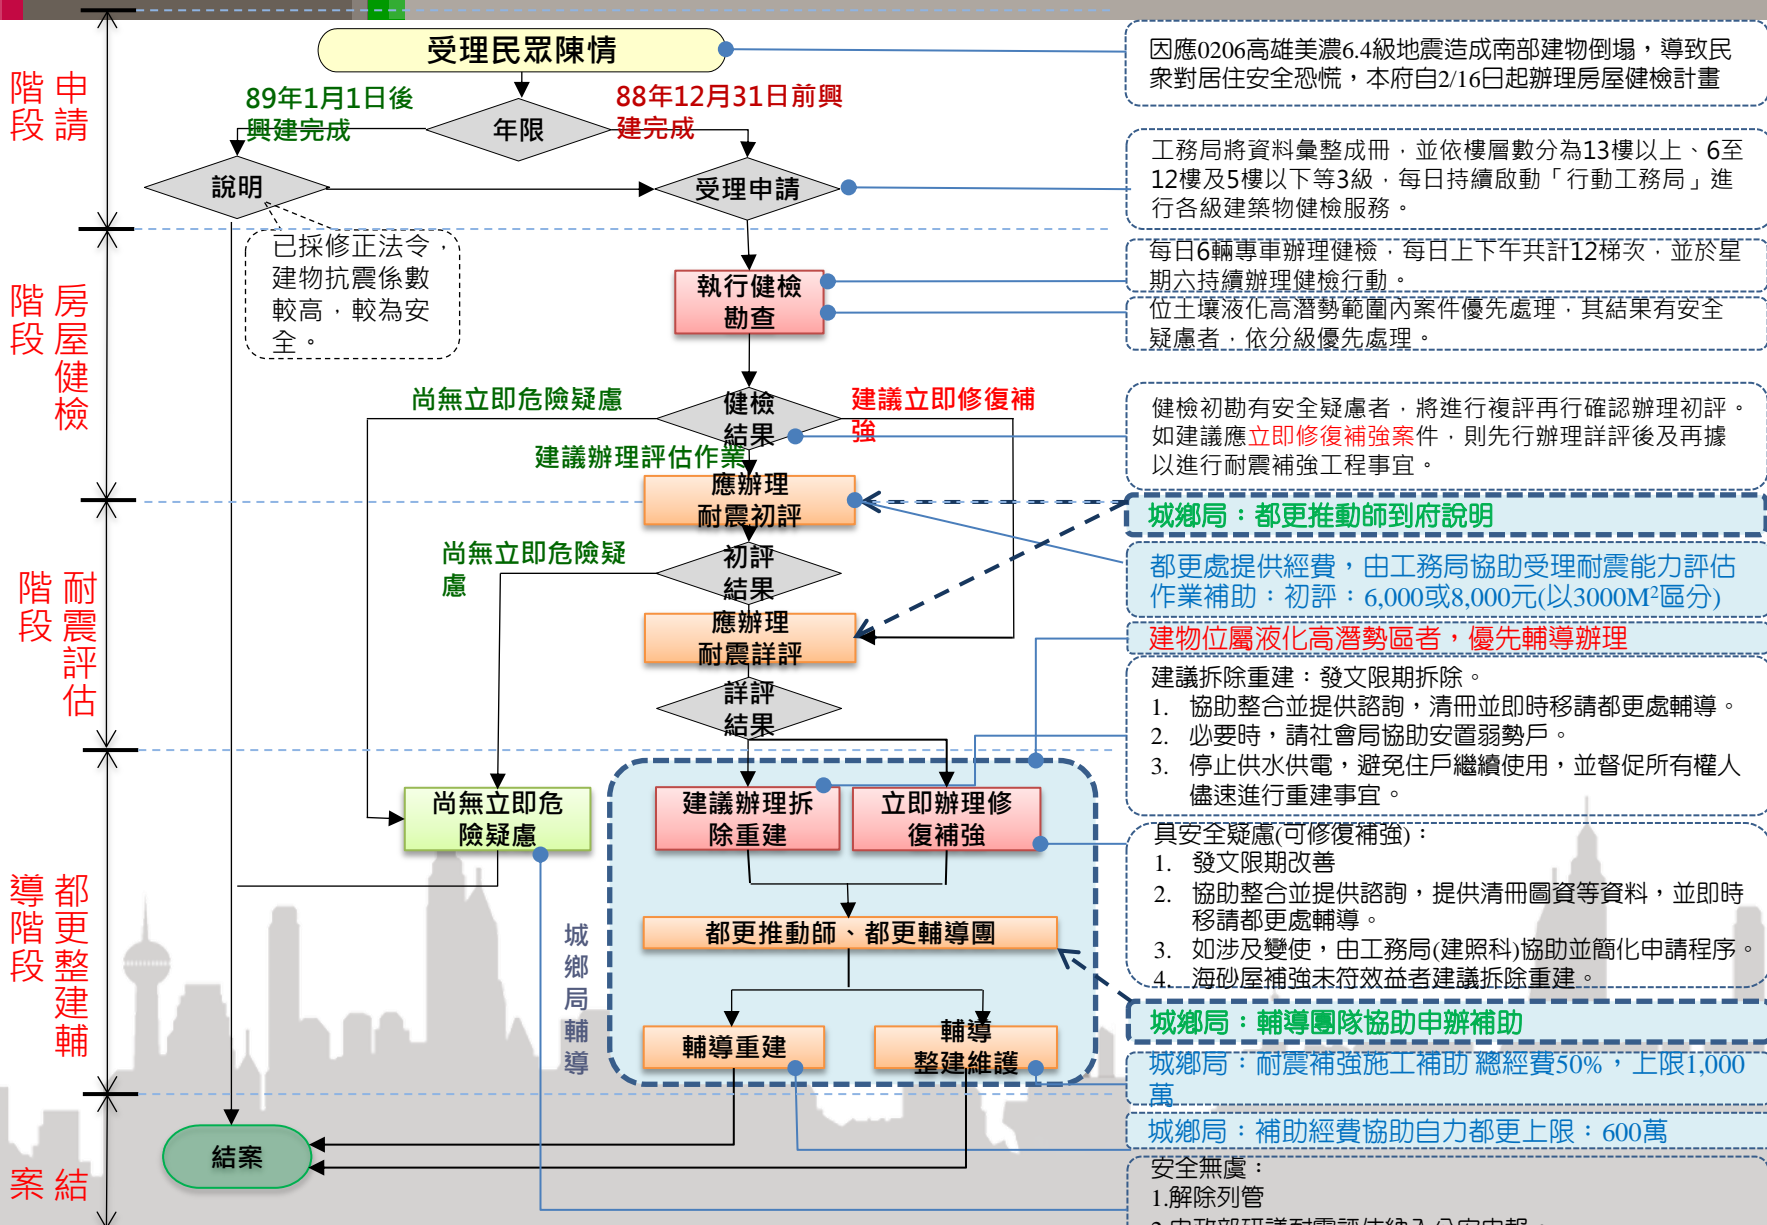 申請
階段
房屋健檢
階段
耐震評估
階段
都更整建輔
導階段
結
案
受理民眾陳情
89年1月1日後
興建完成
88年12月31日前興
建完成
年限
說明
受理申請
已採修正法令，
建物抗震係數
較高，較為安
全。
執行健檢
勘查
尚無立即危險疑慮
健檢
結果
建議立即修復補
強
建議辦理評估作業
應辦理
耐震初評
尚無立即危險疑
慮
初評
結果
應辦理
耐震詳評
詳評
結果
尚無立即危
險疑慮
建議辦理拆
除重建
立即辦理修
復補強
都更推動師、都更輔導團
城鄉局輔導
輔導重建
輔導
整建維護
結案
因應0206高雄美濃6.4級地震造成南部建物倒塌，導致民
眾對居住安全恐慌，本府自2/16日起辦理房屋健檢計畫
工務局將資料彙整成冊，並依樓層數分為13樓以上、6至
12樓及5樓以下等3級，每日持續啟動「行動工務局」進
行各級建築物健檢服務。
每日6輛專車辦理健檢，每日上下午共計12梯次，並於星
期六持續辦理健檢行動。
位土壤液化高潛勢範圍內案件優先處理，其結果有安全
疑慮者，依分級優先處理。
健檢初勘有安全疑慮者，將進行複評再行確認辦理初評。
如建議應立即修復補強案件，則先行辦理詳評後及再據
以進行耐震補強工程事宜。
城鄉局：都更推動師到府說明
都更處提供經費，由工務局協助受理耐震能力評估
作業補助：初評：6,000或8,000元(以3000M²區分)
建物位屬液化高潛勢區者，優先輔導辦理
建議拆除重建：發文限期拆除。
1. 協助整合並提供諮詢，清冊並即時移請都更處輔導。
2. 必要時，請社會局協助安置弱勢戶。
3. 停止供水供電，避免住戶繼續使用，並督促所有權人
儘速進行重建事宜。
具安全疑慮(可修復補強)：
1. 發文限期改善
2. 協助整合並提供諮詢，提供清冊圖資等資料，並即時
移請都更處輔導。
3. 如涉及變使，由工務局(建照科)協助並簡化申請程序。
4. 海砂屋補強未符效益者建議拆除重建。
城鄉局：輔導團隊協助申辦補助
城鄉局：耐震補強施工補助 總經費50%，上限1,000
萬
城鄉局：補助經費協助自力都更上限：600萬
安全無虞：
1.解除列管